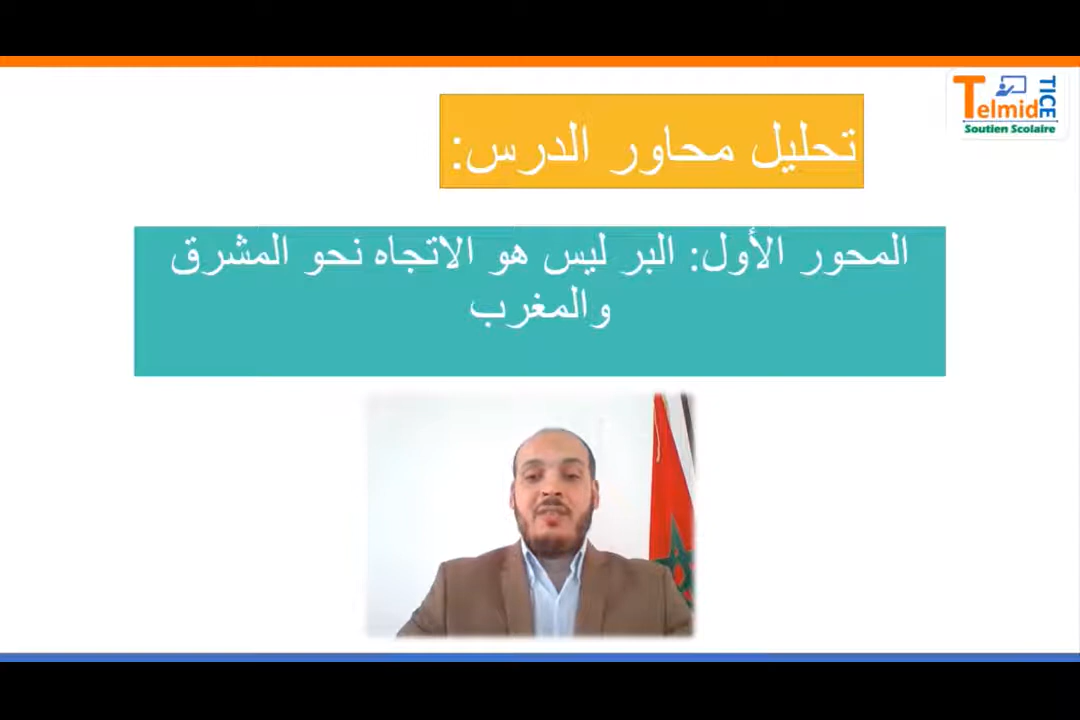 Telmid TICE
Soutien Scolaire
تحليل محاور الدرس:
المحور الأول: البر ليس هو الاتجاه نحو المشرق
والمغرب